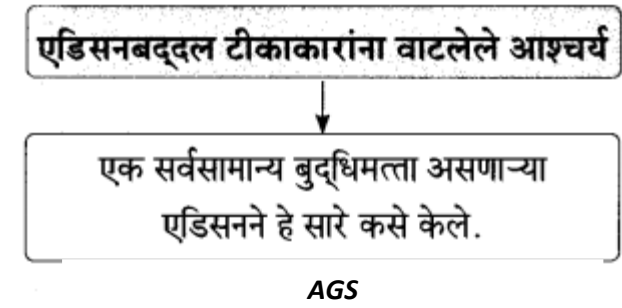 एडिसनबद्दल टीकाकारांना वाटलेले आश्चर्य
एक सर्वसामान्य बुद्धिमत्ता असणाऱ्या
एडिसनने हे सारे कसे केले.
AGS